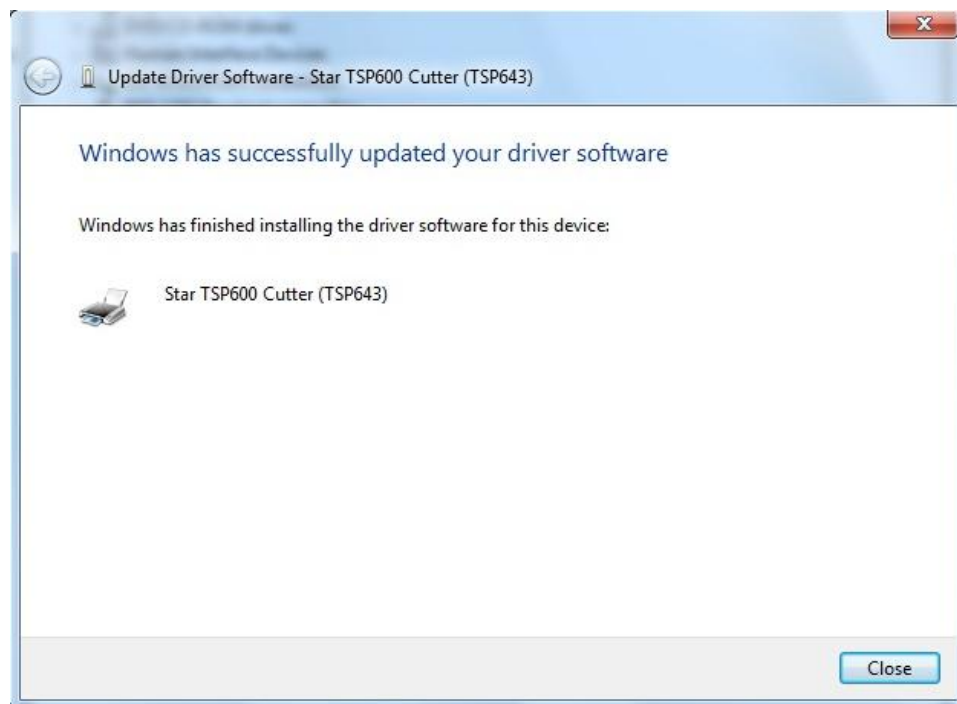 Update Driver Software - Star TSP600 Cutter (TSP643)
Windows has successfully updated your driver software
Windows has finished installing the driver software for this device:
Star TSP600 Cutter (TSP643)
Close